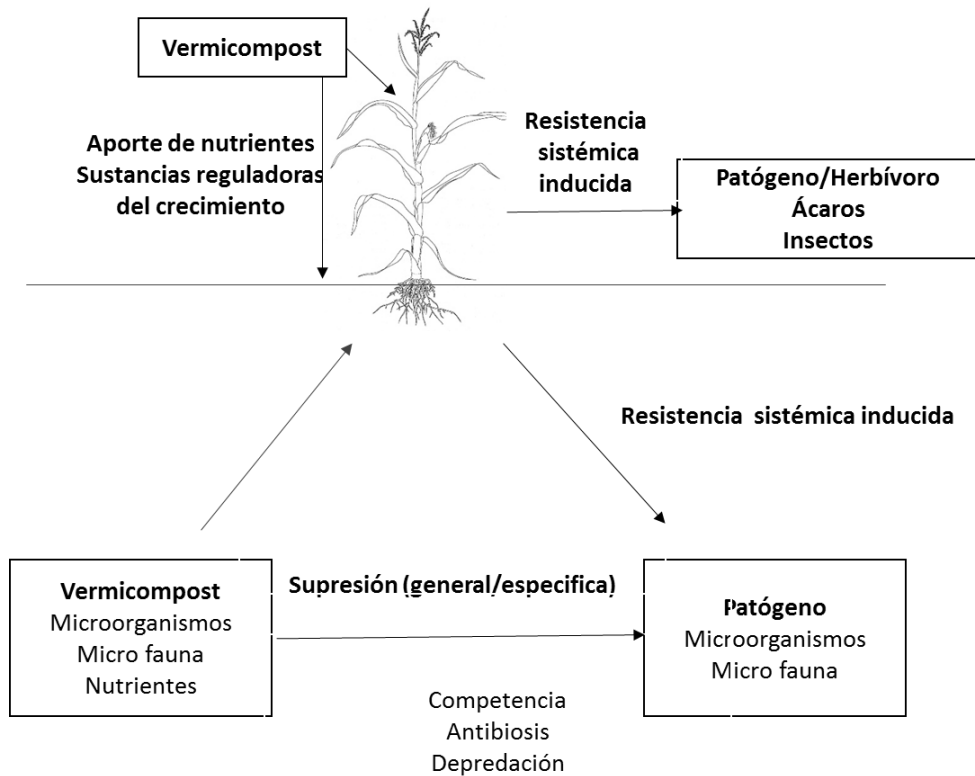 Vermicompost
Aporte de nutrientes
Sustancias reguladoras
del crecimiento
Resistencia
sistémica
inducida
Patógeno/Herbívoro
Ácaros
Insectos
Resistencia sistémica inducida
Vermicompost
Microorganismos
Micro fauna
Nutrientes
Supresión (general/especifica)
Competencia
Antibiosis
Depredación
Patógeno
Microorganismos
Micro fauna